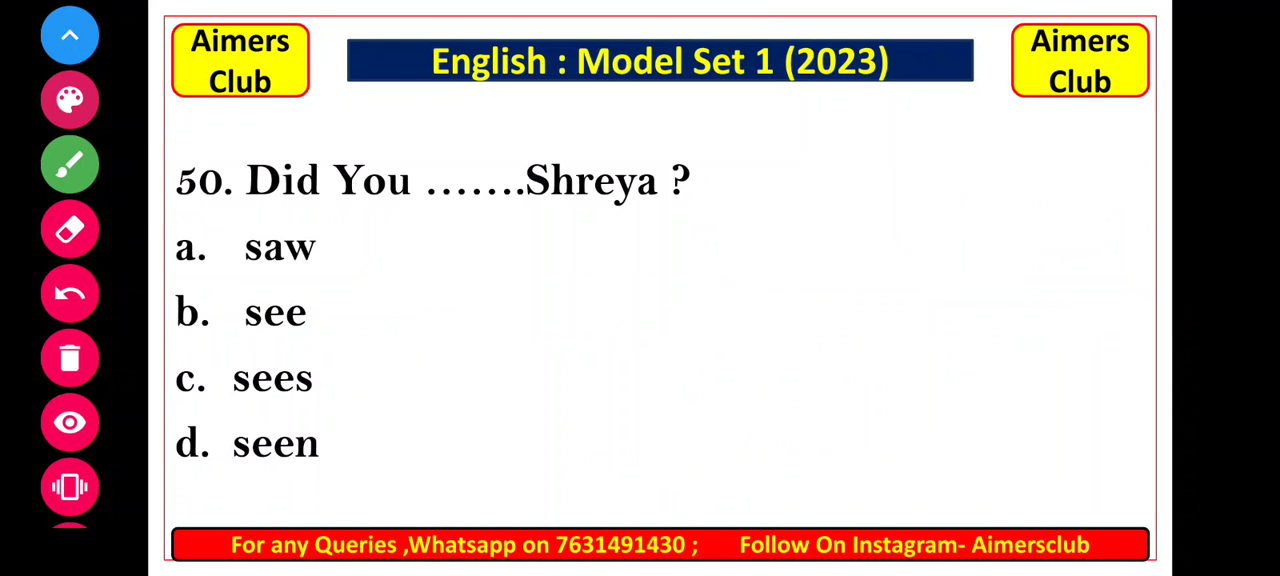 Aimers
Club
English : Model Set 1 (2023)
Aimers
Club
50. Did You .......Shreya ?
a. saw
b. see
c. sees
d. seen
For any Queries ,Whatsapp on 7631491430 ; Follow On Instagram- Aimersclub